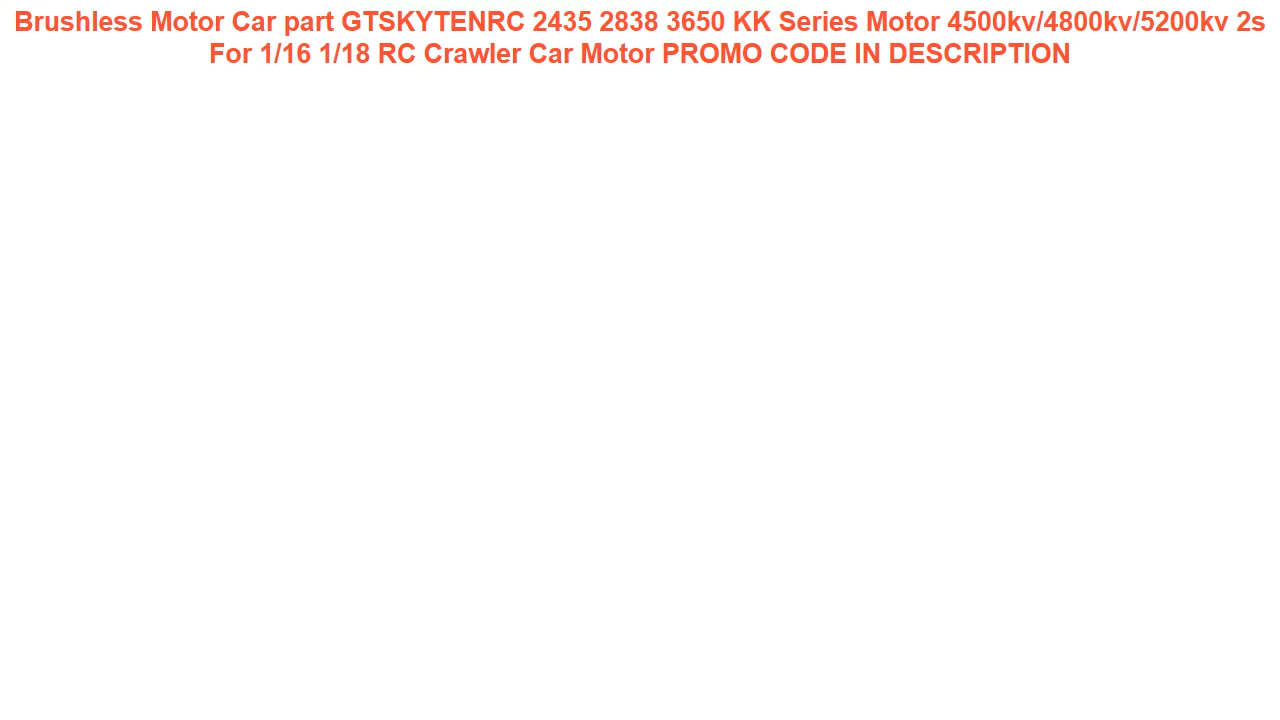 Brushless Motor Car part GTSKYTENRC 2435 2838 3650 KK Series Motor 4500kv/4800kv/5200kv 2s
For 1/16 1/18 RC Crawler Car Motor PROMO CODE IN DESCRIPTION